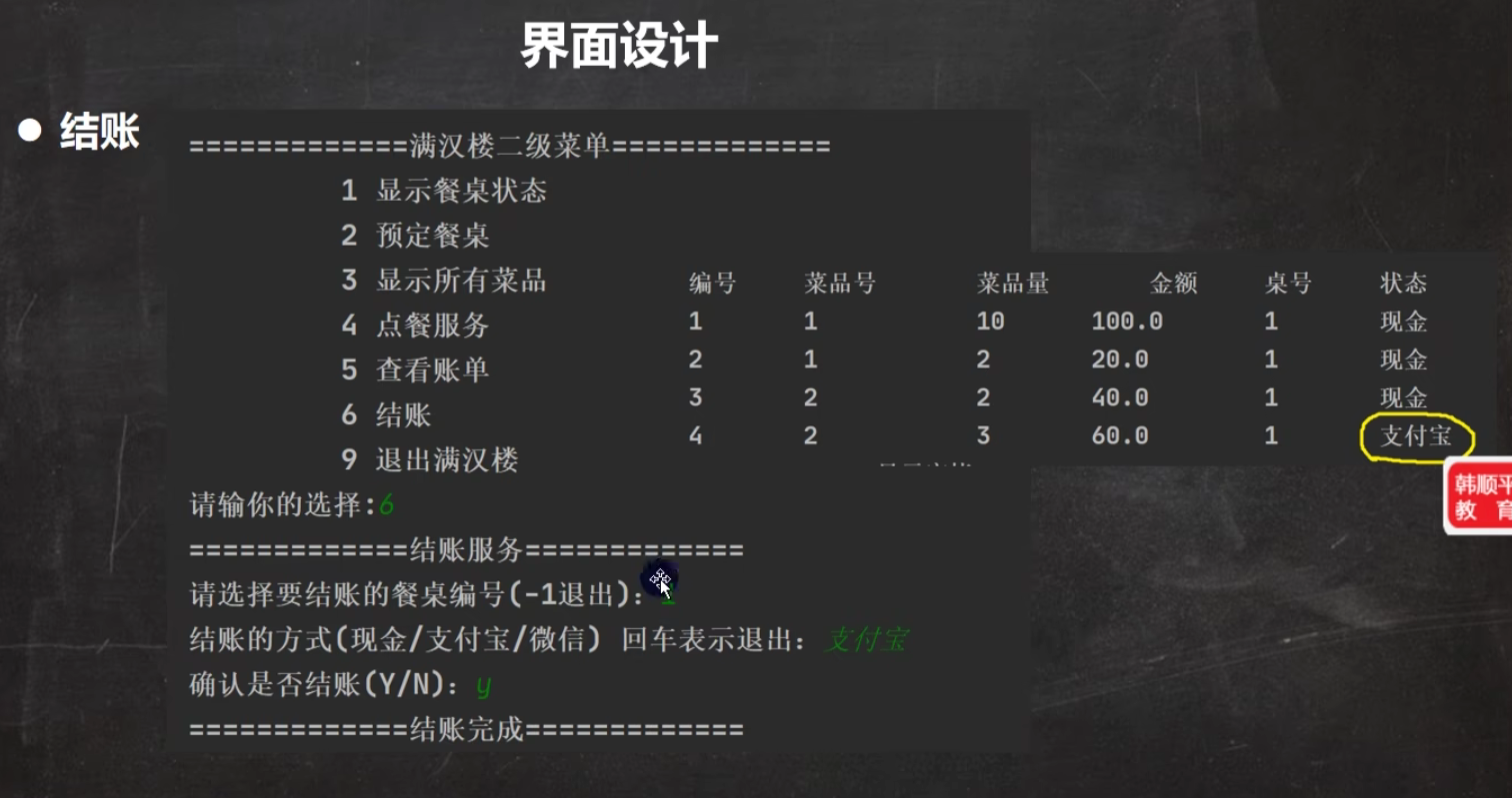 界面设计
● 结账
=============满汉楼二级菜单=============
1 显示餐桌状态
2 预定餐桌
3 显示所有菜品
4 点餐服务
5 查看账单
6 结账
9 退出满汉楼
请输你的选择:6
=============结账服务=============
请选择要结账的餐桌编号(-1退出):
结账的方式(现金/支付宝/微信) 回车表示退出: 支付宝
确认是否结账(Y/N): y
=============结账完成=============
编号 菜品号 菜品量 金额 桌号 状态
1 1 10 100.0 1 现金
2 1 2 20.0 1 现金
3 2 2 40.0 1 现金
4 2 3 60.0 1 支付宝
韩顺平
教 育